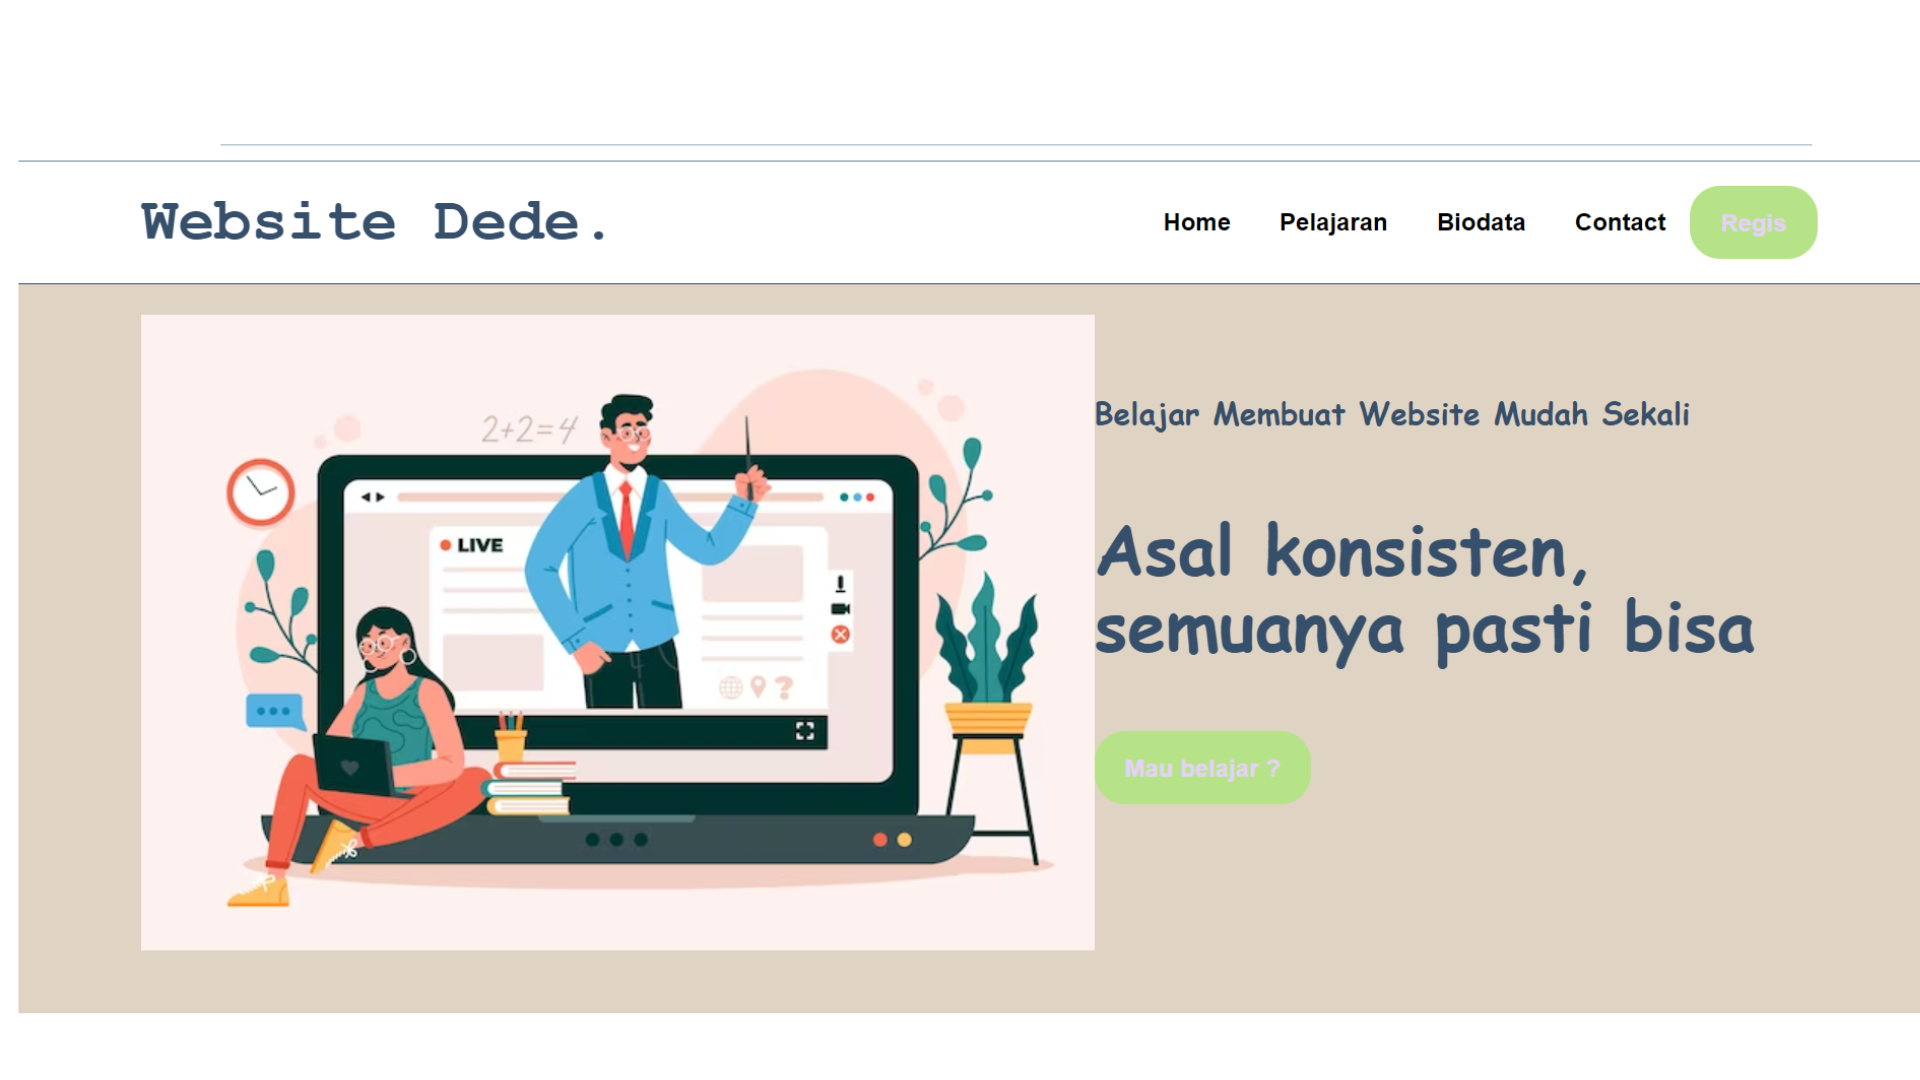 Website Dede.
Home Pelajaran Biodata Contact Regis
2+2=4
LIVE
?
Belajar Membuat Website Mudah Sekali
Asal konsisten,
semuanya pasti bisa
Mau belajar ?